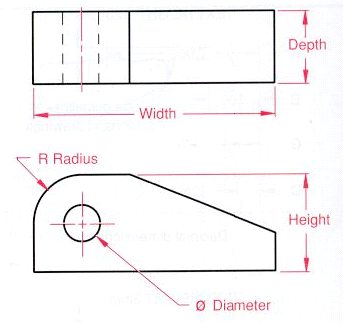 Depth
Width
R Radius
Height
Ø Diameter